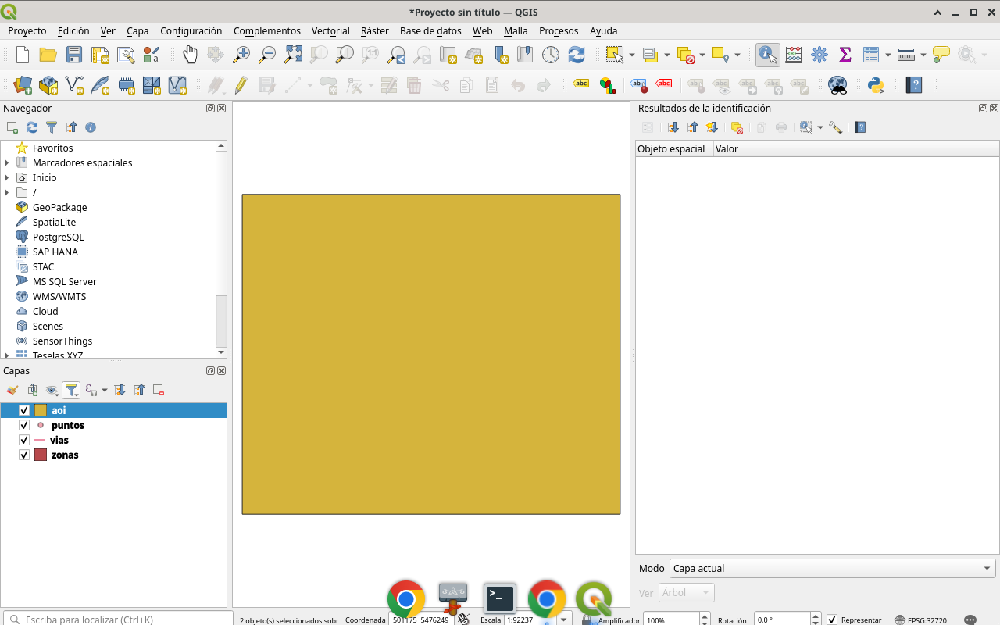 *Proyecto sin título — QGIS
Proyecto Edición Ver Capa Configuración Complementos Vectorial Ráster Base de datos Web Malla Procesos Ayuda
Navegador
Favoritos
Marcadores espaciales
Inicio
/
GeoPackage
SpatiaLite
PostgreSQL
SAP HANA
STAC
MS SQL Server
WMS/WMTS
Cloud
Scenes
SensorThings
Teselas XYZ
Capas
aoi
puntos
vias
zonas
Resultados de la identificación
Objeto espacial Valor
Modo Capa actual
Ver Árbol
Escriba para localizar (Ctrl+K)
2 objeto(s) seleccionados sobr
Coordenada 501175 5476249
Escala 1:92237
Amplificador 100%
Rotación 0,0 °
Representar
EPSG:32720